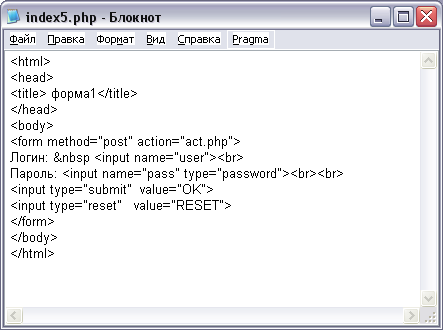 index5.php - Блокнот
Файл Правка Формат Вид Справка Pragma
<html>
<head>
<title> форма1</title>
</head>
<body>
<form method="post" action="act.php">
Логин: &nbsp <input name="user"><br>
Пароль: <input name="pass" type="password"><br><br>
<input type="submit"  value="OK">
<input type="reset"   value="RESET">
</form>
</body>
</html>